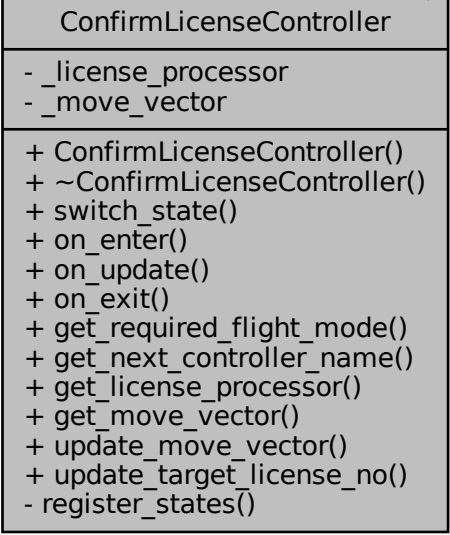 ConfirmLicenseController
- _license_processor
- _move_vector
+ ConfirmLicenseController()
+ ~ConfirmLicenseController()
+ switch_state()
+ on_enter()
+ on_update()
+ on_exit()
+ get_required_flight_mode()
+ get_next_controller_name()
+ get_license_processor()
+ get_move_vector()
+ update_move_vector()
+ update_target_license_no()
- register_states()